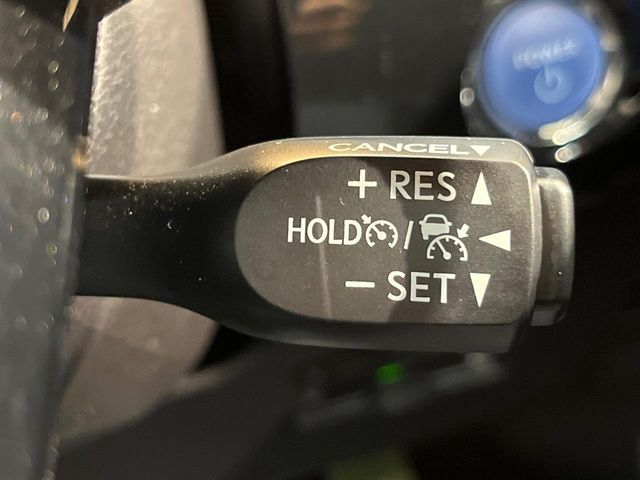 POWER
CANCEL▼
+ RES ▲
HOLD / ◀
− SET ▼